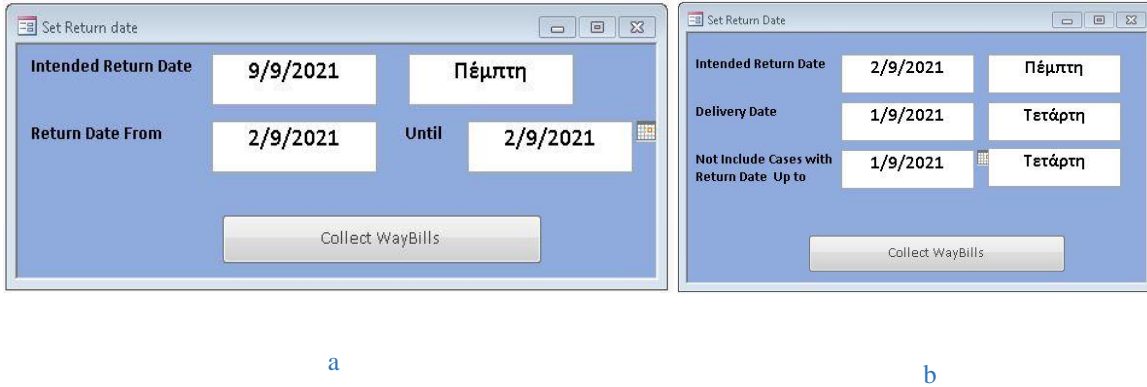 Set Return date
Intended Return Date 9/9/2021 Πέμπτη
Return Date From 2/9/2021 Until 2/9/2021
Collect WayBills
a
Set Return Date
Intended Return Date 2/9/2021 Πέμπτη
Delivery Date 1/9/2021 Τετάρτη
Not Include Cases with
Return Date Up to 1/9/2021 Τετάρτη
Collect WayBills
b